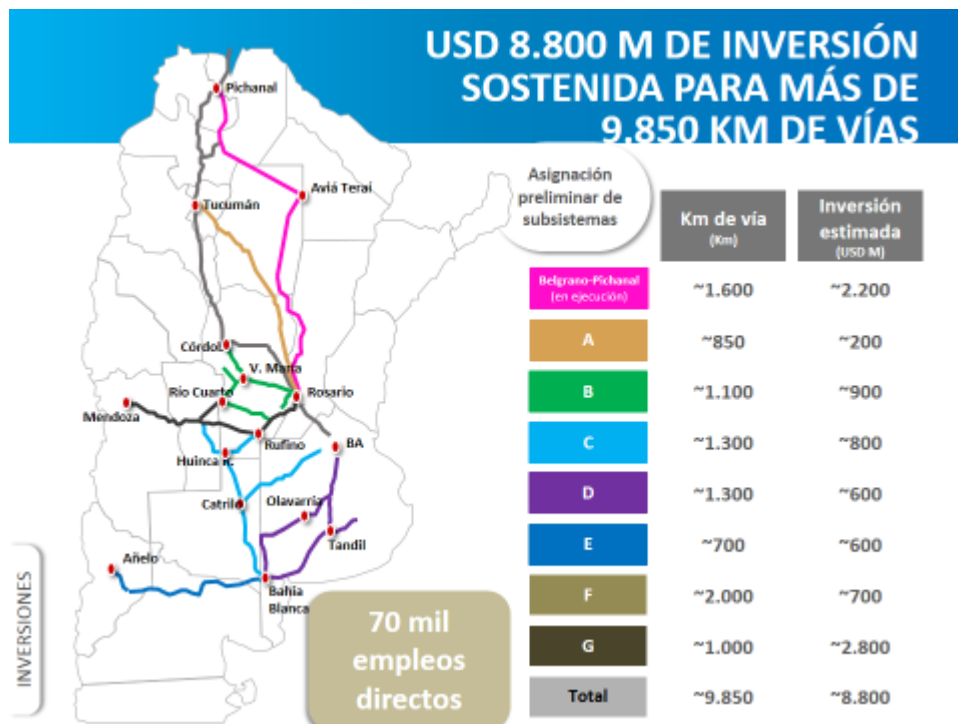 USD 8.800 M DE INVERSIÓN
SOSTENIDA PARA MÁS DE
9.850 KM DE VÍAS
Asignación
preliminar de
subsistemas
Km de vía
(Km)
Inversión
estimada
(USD M)
Belgrano-Pichanal
(en ejecución)
~1.600
~2.200
A
~850
~200
B
~1.100
~900
C
~1.300
~800
D
~1.300
~600
E
~700
~600
F
~2.000
~700
G
~1.000
~2.800
Total
~9.850
~8.800
Pichanal
Aviá Terai
Tucumán
Córdo
V. María
Río Cuarto
Rosario
Mendoza
Rufino
BA
Huinca R.
Catrilo
Olavarría
Tandil
Añelo
Bahia
Blanca
INVERSIONES
70 mil
empleos
directos